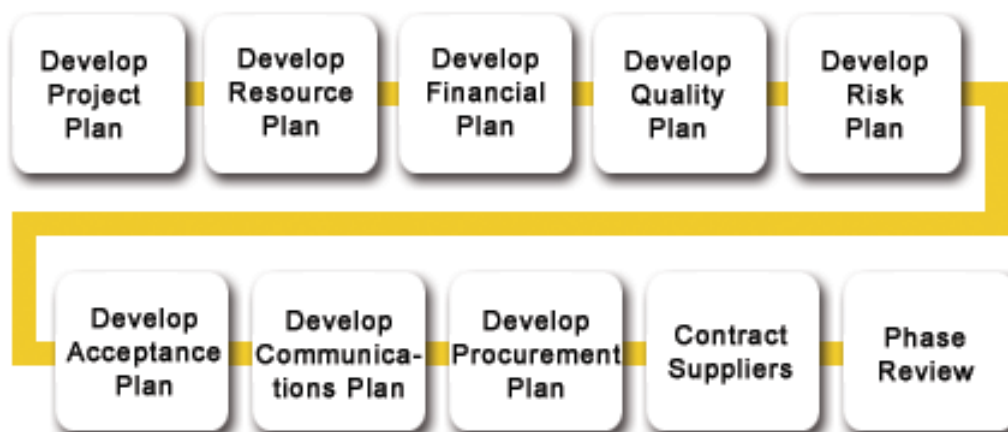 Develop
Project
Plan
Develop
Resource
Plan
Develop
Financial
Plan
Develop
Quality
Plan
Develop
Risk
Plan
Develop
Acceptance
Plan
Develop
Communica-
tions Plan
Develop
Procurement
Plan
Contract
Suppliers
Phase
Review